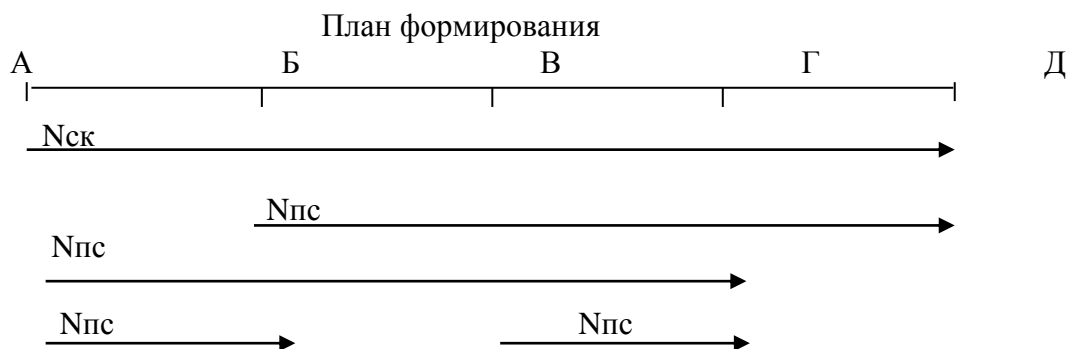 План формирования
А Б В Г Д
Nск
Nпс
Nпс
Nпс Nпс